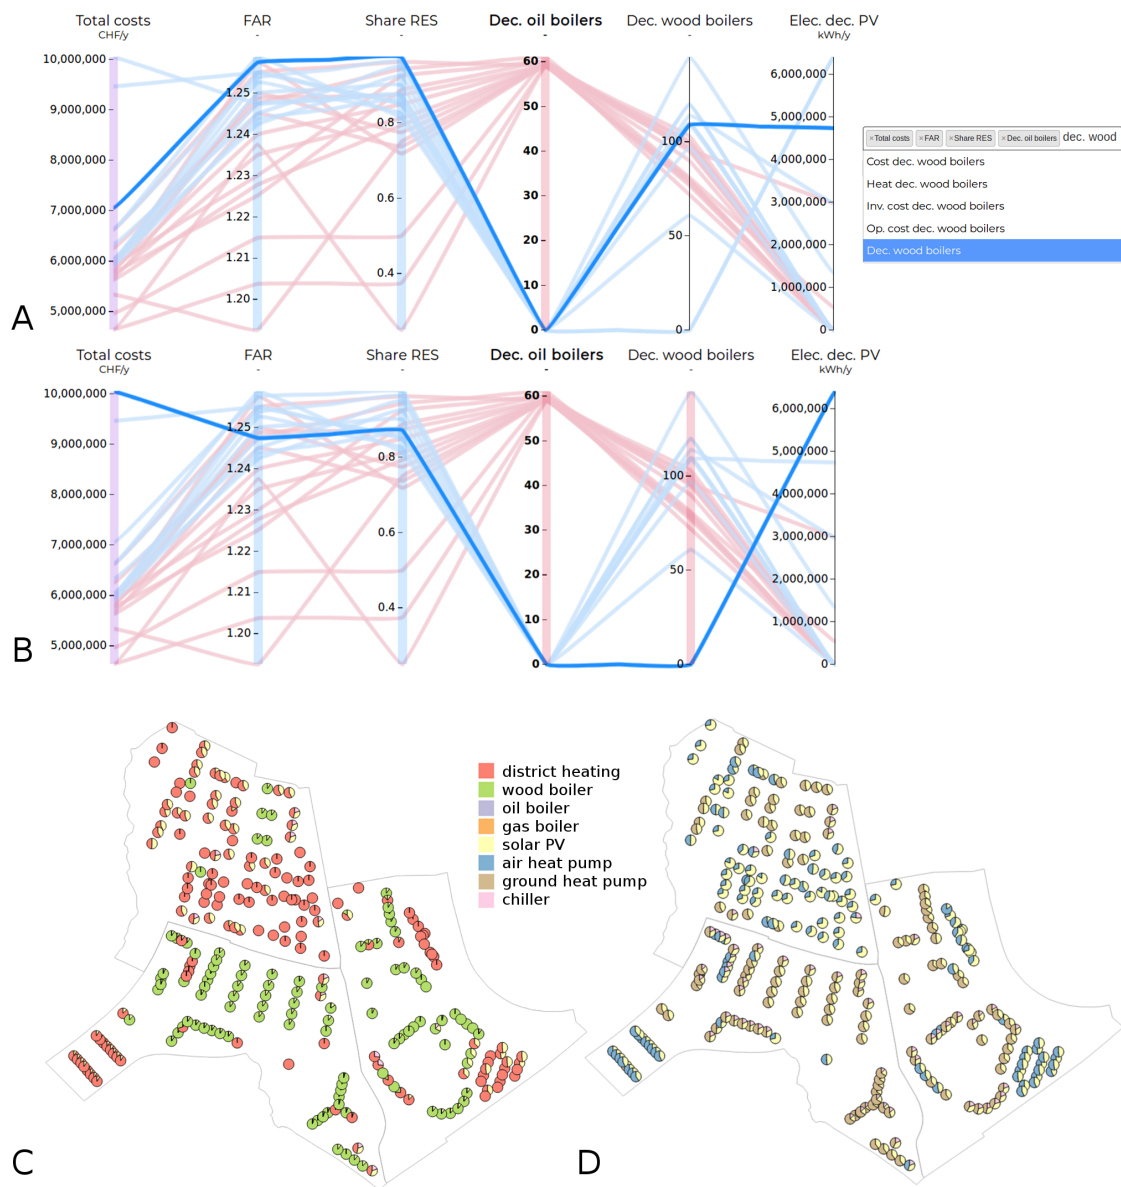 Total costs FAR Share RES Dec. oil boilers Dec. wood boilers Elec. dec. PV
CHF/y - - - - kWh/y
10,000,000
9,000,000
8,000,000
7,000,000
6,000,000
5,000,000
1.25
1.24
1.23
1.22
1.21
1.20
0.8
0.6
0.4
60
50
40
30
20
10
0
100
50
0
6,000,000
5,000,000
4,000,000
3,000,000
2,000,000
1,000,000
0
×Total costs ×FAR ×Share RES ×Dec. oil boilers dec. wood
Cost dec. wood boilers
Heat dec. wood boilers
Inv. cost dec. wood boilers
Op. cost dec. wood boilers
Dec. wood boilers
A
Total costs FAR Share RES Dec. oil boilers Dec. wood boilers Elec. dec. PV
CHF/y - - - - kWh/y
10,000,000
9,000,000
8,000,000
7,000,000
6,000,000
5,000,000
1.25
1.24
1.23
1.22
1.21
1.20
0.8
0.6
0.4
60
50
40
30
20
10
0
100
50
0
6,000,000
5,000,000
4,000,000
3,000,000
2,000,000
1,000,000
0
B
district heating
wood boiler
oil boiler
gas boiler
solar PV
air heat pump
ground heat pump
chiller
C
D